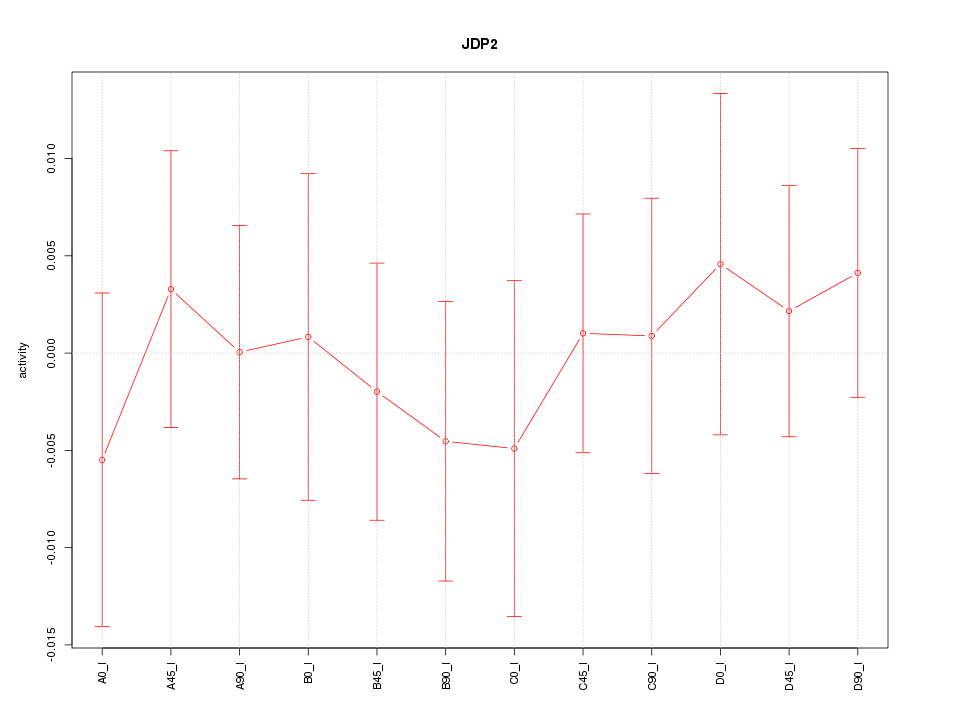 JDP2
activity
0.010
0.005
0.000
-0.005
-0.010
-0.015
A0_I
A45_I
A90_I
B0_I
B45_I
B90_I
C0_I
C45_I
C90_I
D0_I
D45_I
D90_I